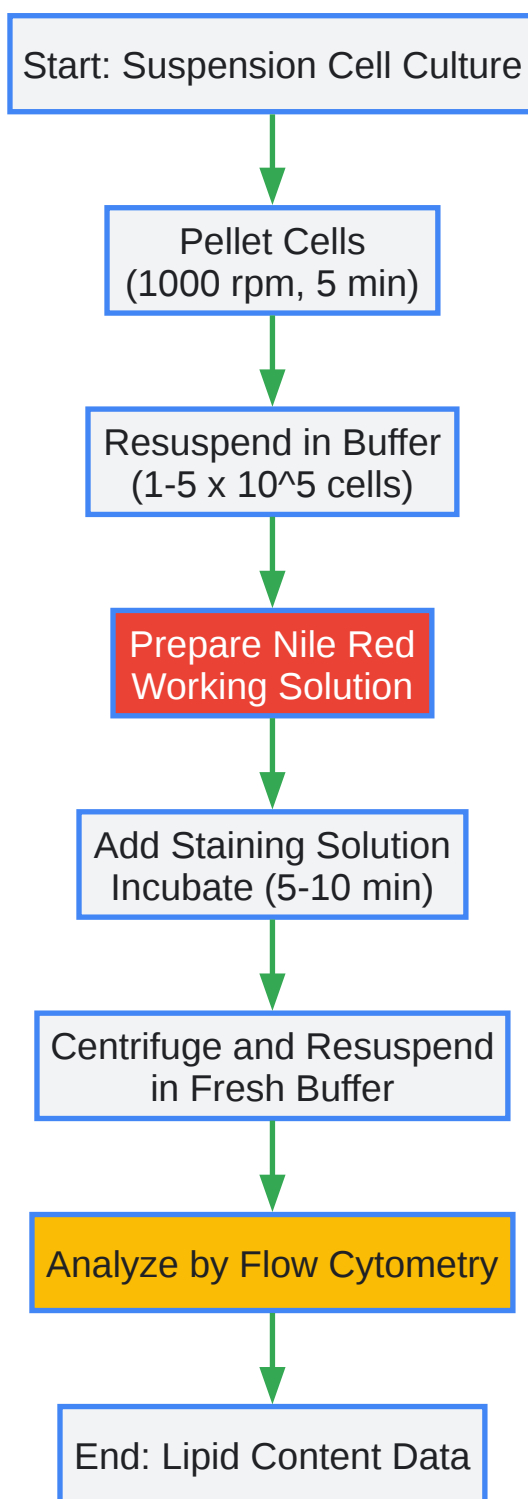 Start: Suspension Cell Culture
Pellet Cells
(1000 rpm, 5 min)
Resuspend in Buffer
(1-5 x 10^5 cells)
Prepare Nile Red
Working Solution
Add Staining Solution
Incubate (5-10 min)
Centrifuge and Resuspend
in Fresh Buffer
Analyze by Flow Cytometry
End: Lipid Content Data